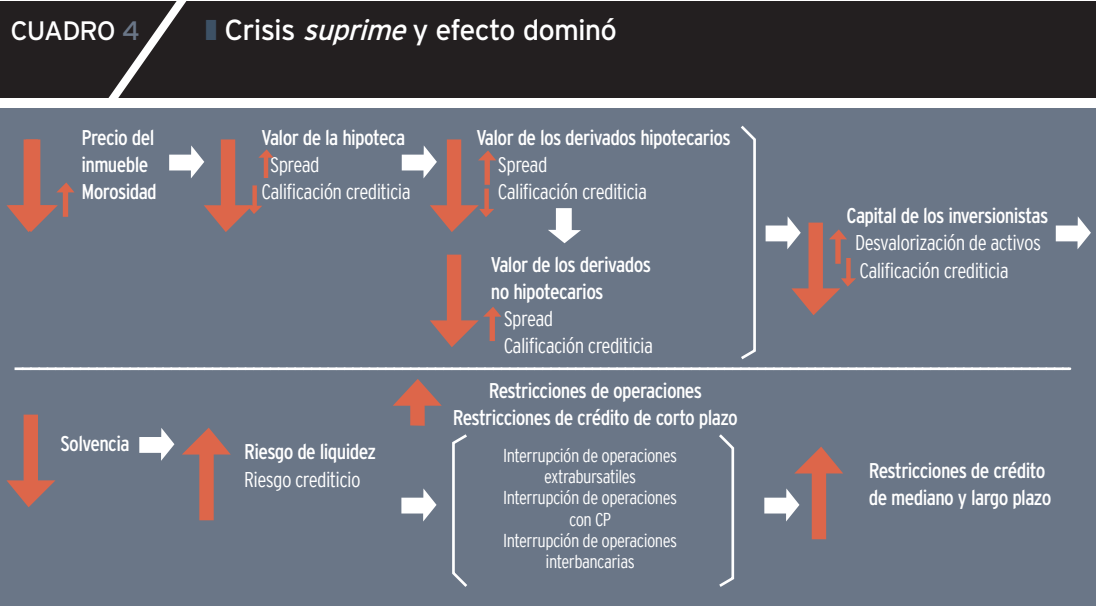 CUADRO 4
Crisis suprime y efecto dominó
Precio del
inmueble
Morosidad
Valor de la hipoteca
Spread
Calificación crediticia
Valor de los derivados hipotecarios
Spread
Calificación crediticia
Valor de los derivados
no hipotecarios
Spread
Calificación crediticia
Capital de los inversionistas
Desvalorización de activos
Calificación crediticia
Solvencia
Riesgo de liquidez
Riesgo crediticio
Restricciones de operaciones
Restricciones de crédito de corto plazo
Interrupción de operaciones
extrabursatiles
Interrupción de operaciones
con CP
Interrupción de operaciones
interbancarias
Restricciones de crédito
de mediano y largo plazo